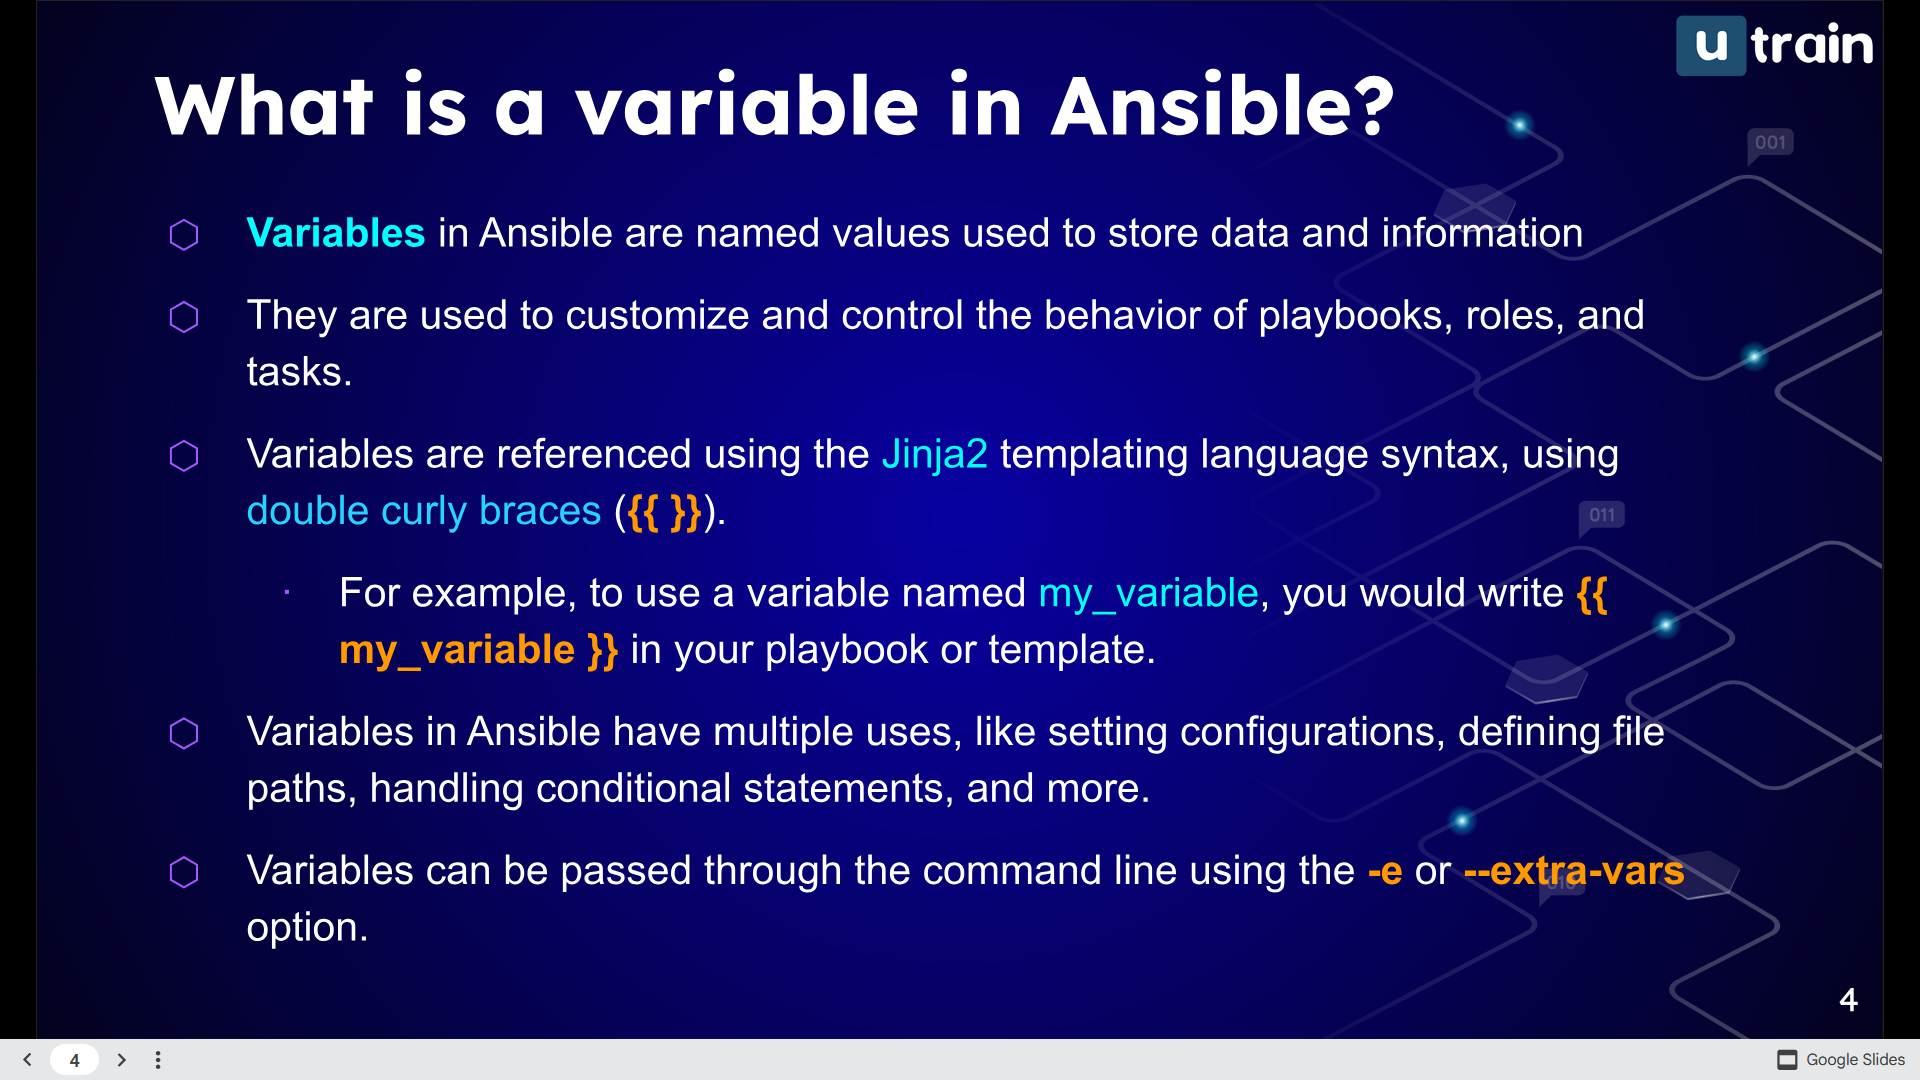 u train
What is a variable in Ansible?
001
Variables in Ansible are named values used to store data and information
They are used to customize and control the behavior of playbooks, roles, and
tasks.
Variables are referenced using the Jinja2 templating language syntax, using
double curly braces ({{ }}).
011
For example, to use a variable named my_variable, you would write {{
my_variable }} in your playbook or template.
Variables in Ansible have multiple uses, like setting configurations, defining file
paths, handling conditional statements, and more.
Variables can be passed through the command line using the -e or --extra-vars
option.
4
4
Google Slides